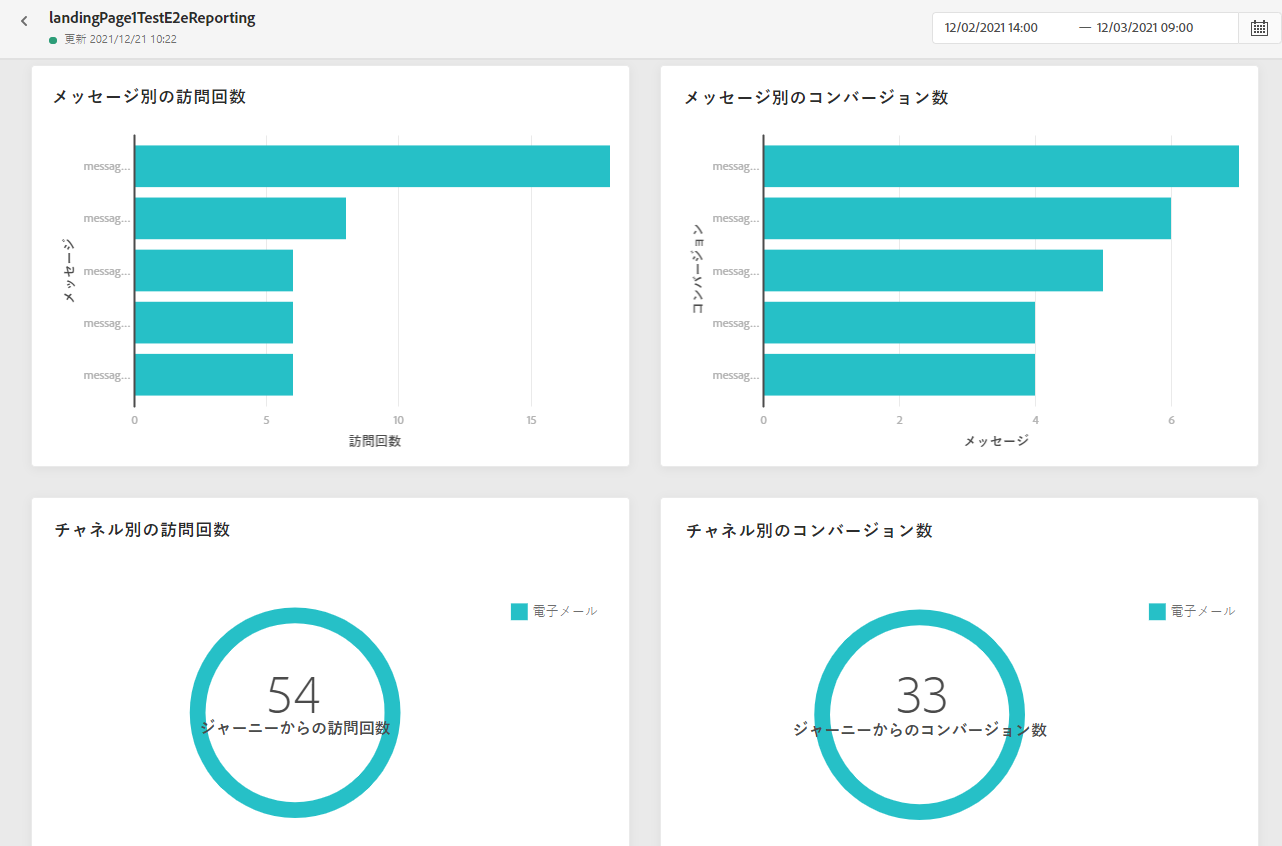 landingPage1TestE2eReporting
更新 2021/12/21 10:22
12/02/2021 14:00 — 12/03/2021 09:00
メッセージ別の訪問回数
messag...
messag...
messag...
messag...
messag...
メッセージ
0 5 10 15
訪問回数
メッセージ別のコンバージョン数
messag...
messag...
messag...
messag...
messag...
コンバージョン
0 2 4 6
メッセージ
チャネル別の訪問回数
電子メール
54
ジャーニーからの訪問回数
チャネル別のコンバージョン数
電子メール
33
ジャーニーからのコンバージョン数